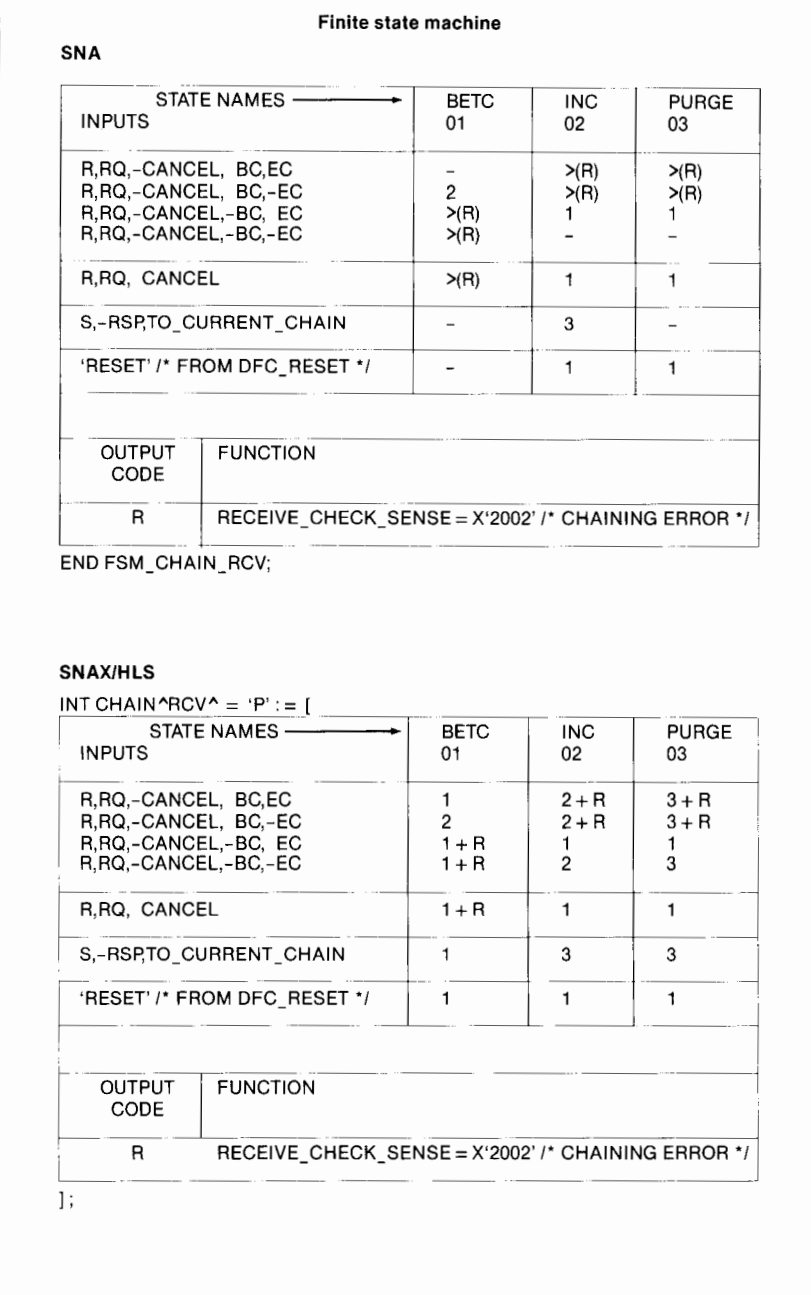 Finite state machine
SNA
STATE NAMES BETC INC PURGE
INPUTS 01 02 03
R,RQ,-CANCEL, BC,EC - >(R) >(R)
R,RQ,-CANCEL, BC,-EC 2 >(R) >(R)
R,RQ,-CANCEL,-BC, EC >(R) 1 1
R,RQ,-CANCEL,-BC,-EC >(R) - -
R,RQ, CANCEL >(R) 1 1
S,-RSP,TO_CURRENT_CHAIN - 3 -
'RESET' /* FROM DFC_RESET */ - 1 1
OUTPUT FUNCTION
CODE
R RECEIVE_CHECK_SENSE = X'2002' /* CHAINING ERROR */
END FSM_CHAIN_RCV;
SNAX/HLS
INT CHAIN^RCV^ = 'P' := [
STATE NAMES BETC INC PURGE
INPUTS 01 02 03
R,RQ,-CANCEL, BC,EC 1 2 + R 3 + R
R,RQ,-CANCEL, BC,-EC 2 2 + R 3 + R
R,RQ,-CANCEL,-BC, EC 1 + R 1 1
R,RQ,-CANCEL,-BC,-EC 1 + R 2 3
R,RQ, CANCEL 1 + R 1 1
S,-RSP,TO_CURRENT_CHAIN 1 3 3
'RESET' /* FROM DFC_RESET */ 1 1 1
OUTPUT FUNCTION
CODE
R RECEIVE_CHECK_SENSE = X'2002' /* CHAINING ERROR */
] ;